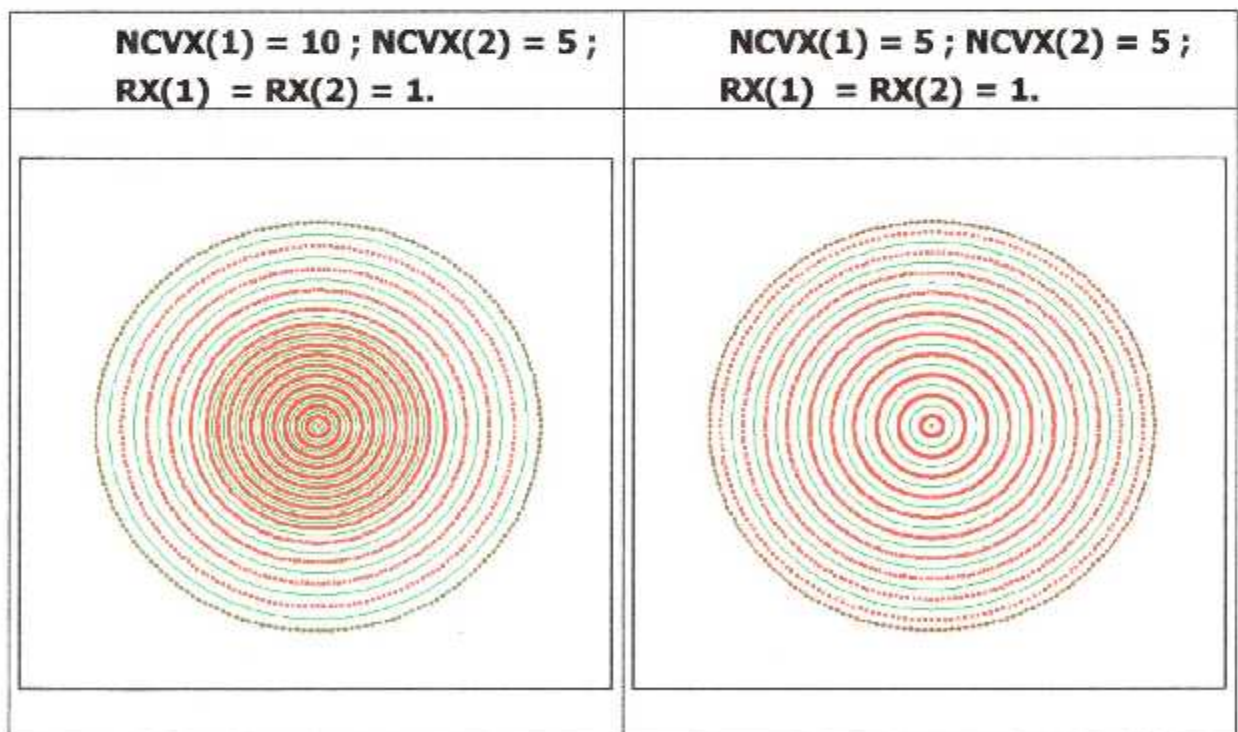 NCVX(1) = 10 ; NCVX(2) = 5 ;
RX(1) = RX(2) = 1.
NCVX(1) = 5 ; NCVX(2) = 5 ;
RX(1) = RX(2) = 1.